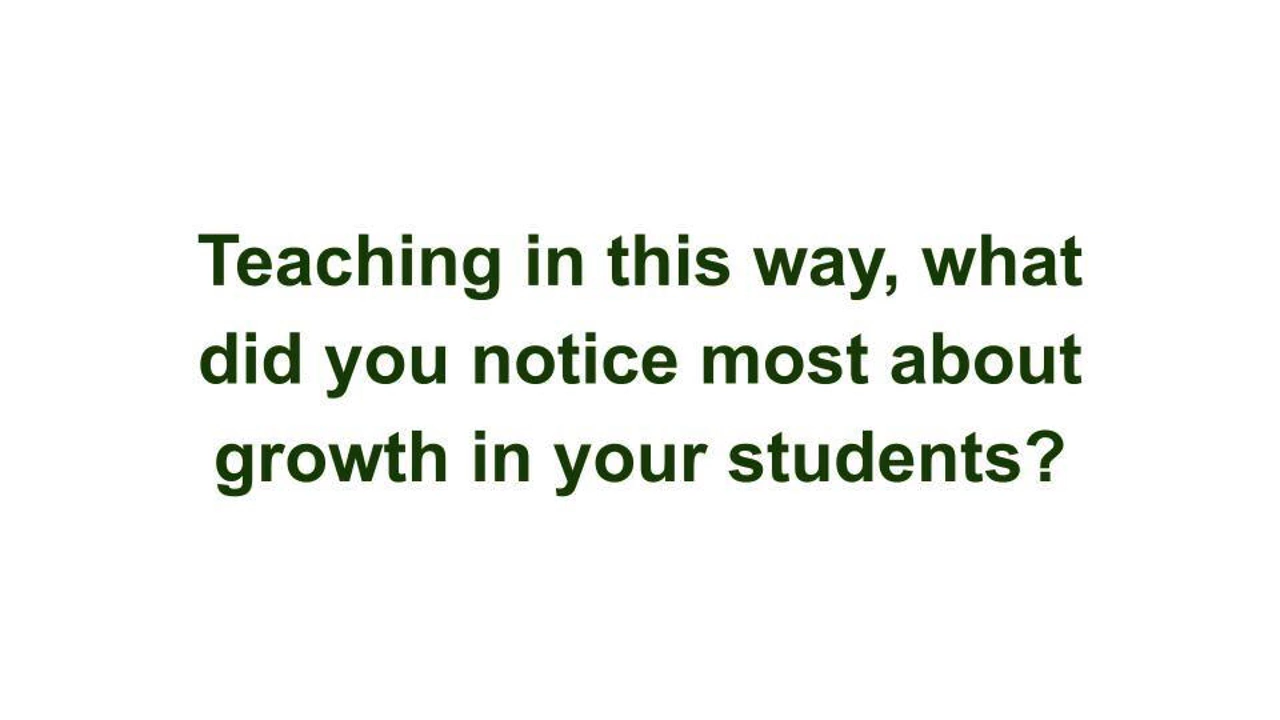 Teaching in this way, what
did you notice most about
growth in your students?